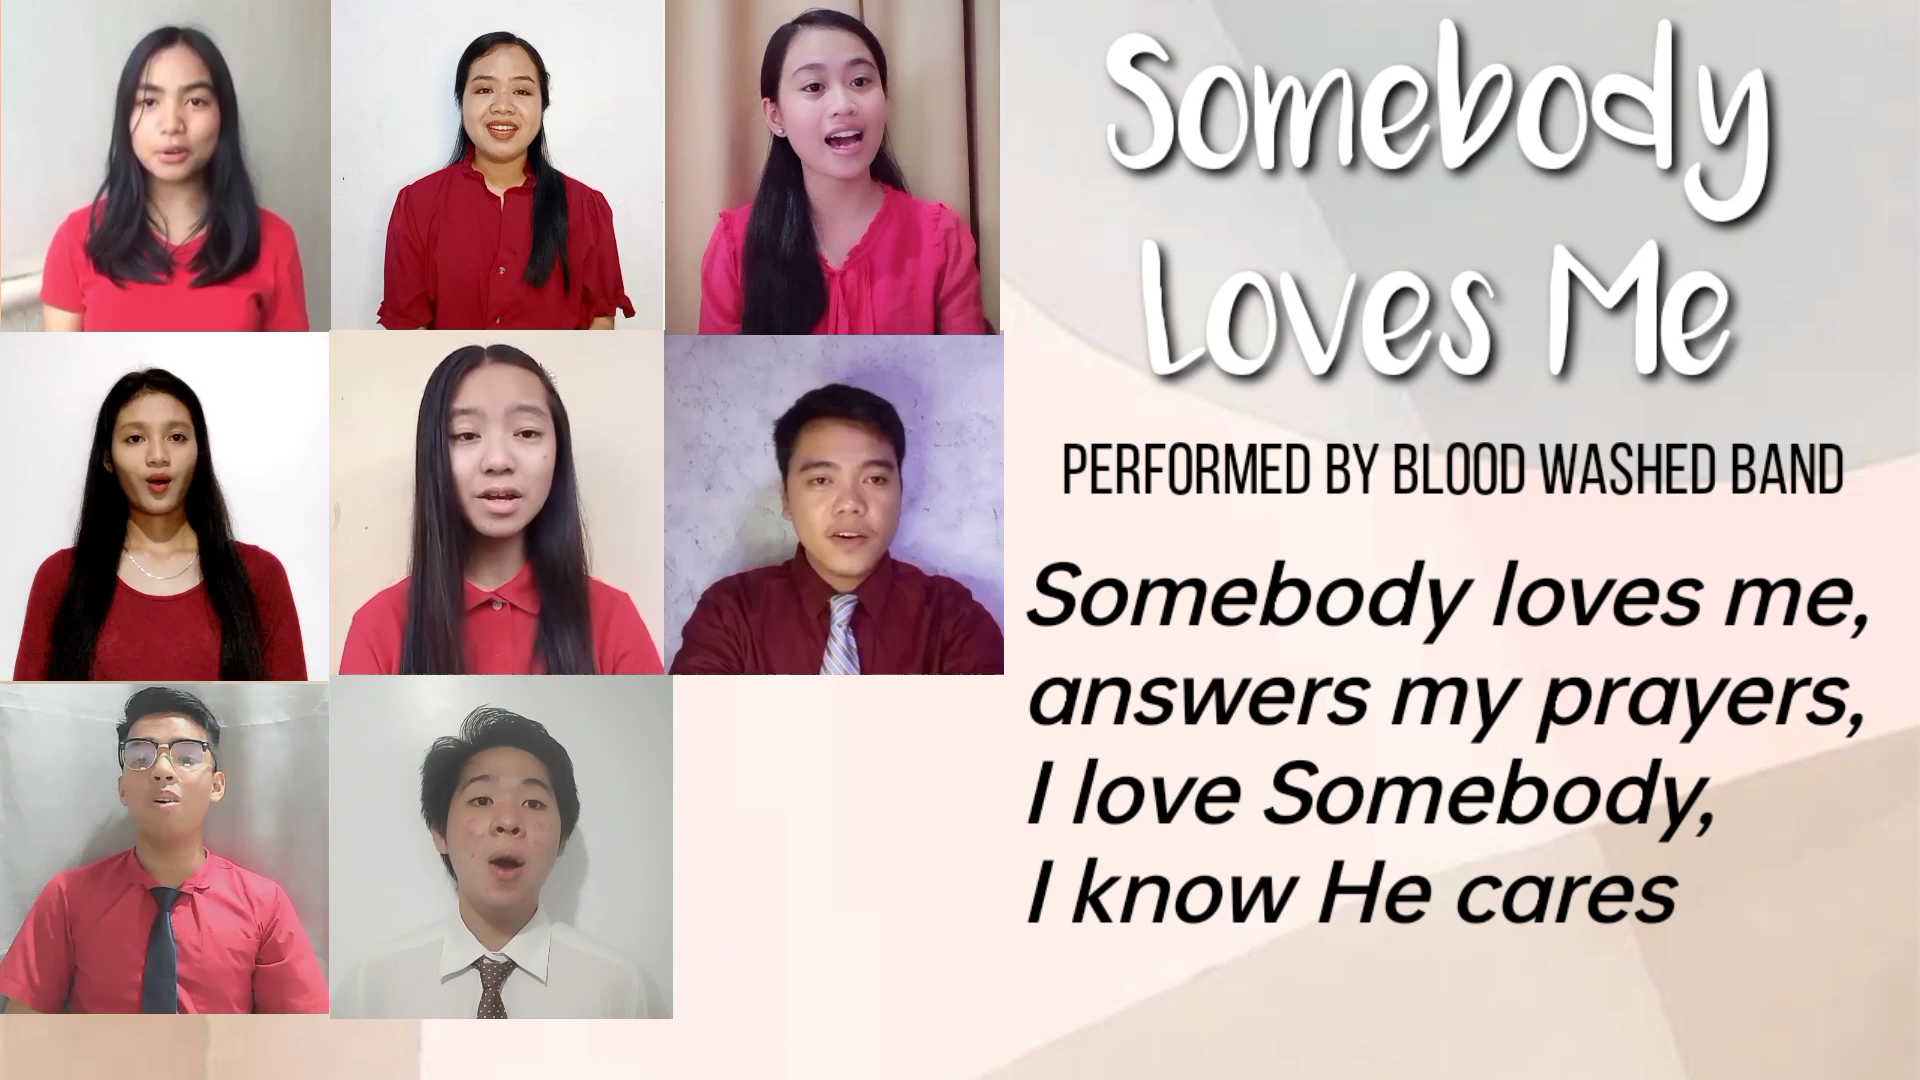 Somebody
Loves Me
PERFORMED BY BLOOD WASHED BAND
Somebody loves me,
answers my prayers,
I love Somebody,
I know He cares